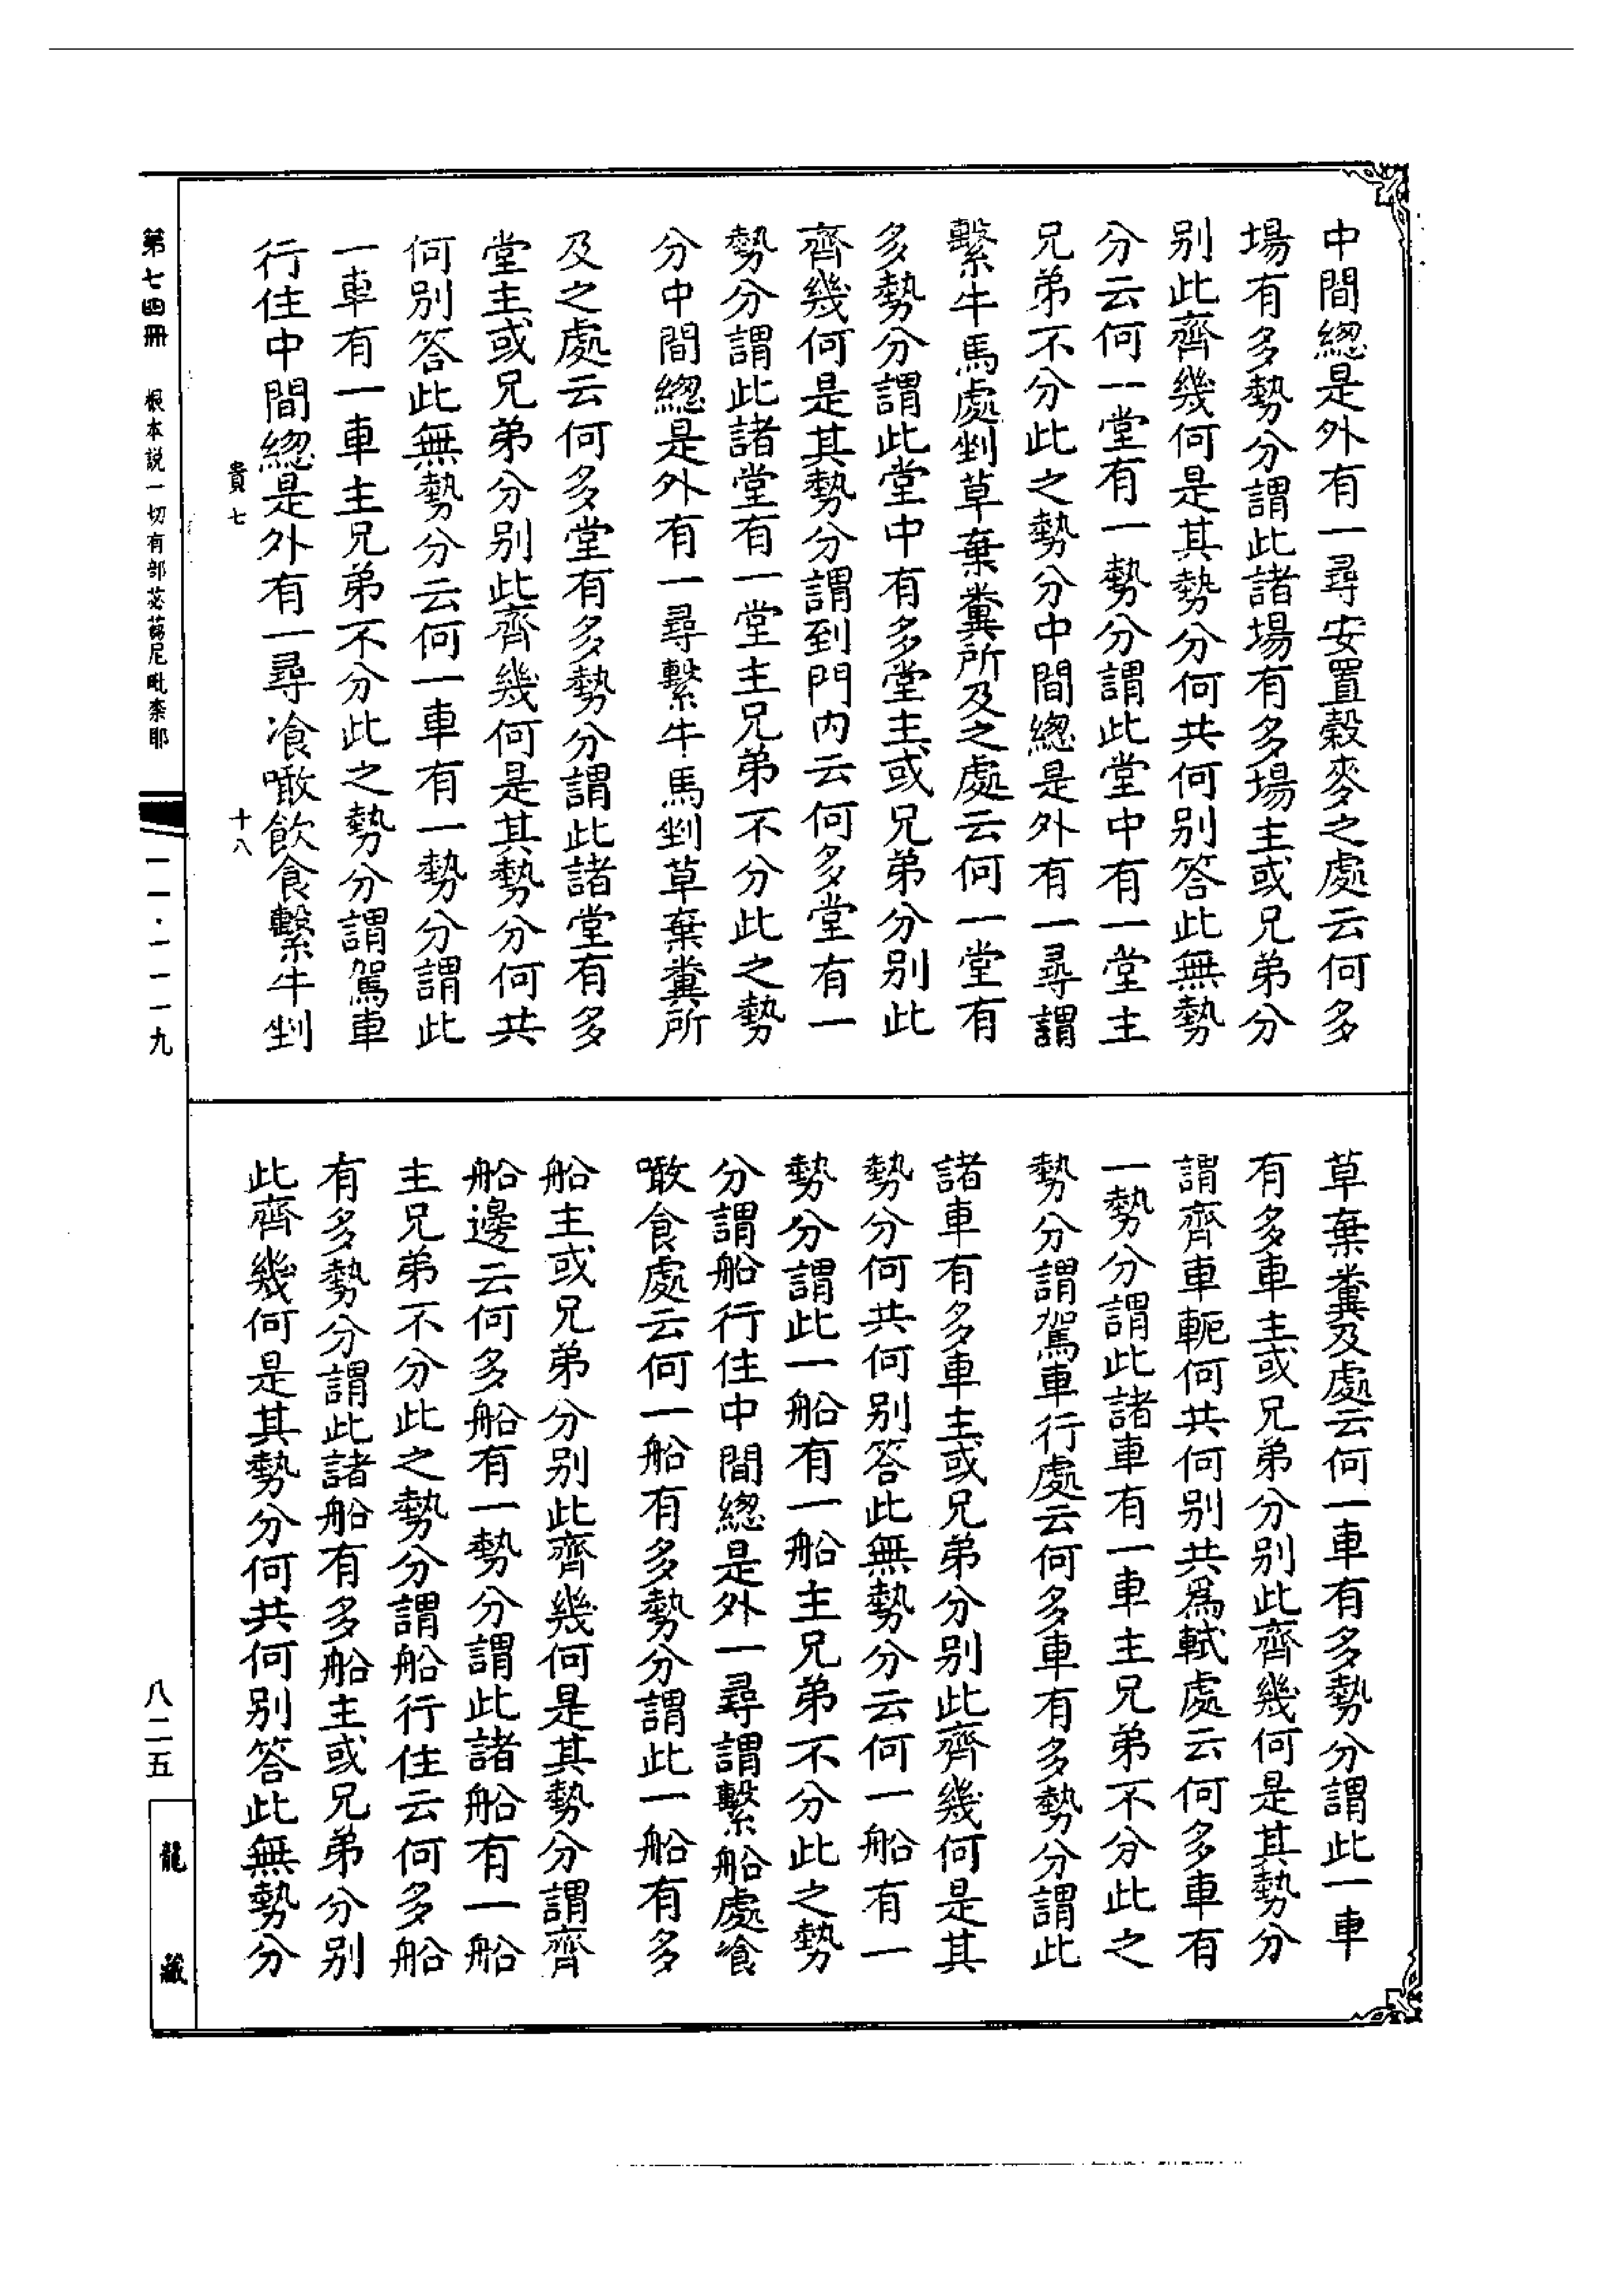 中間緫是外有一尋安置穀麥之處云何多
場有多勢分謂此諸場有多場主或兄弟分
别此齊幾何是其勢分何共何别答此無勢
分云何一堂有一勢分謂此堂中有一堂主
兄弟不分此之勢分中間緫是外有一尋謂
繫牛馬處剉草棄糞所及之處云何一堂有
多勢分謂此堂中有多堂主或兄弟分别此
齊幾何是其勢分謂到門内云何多堂有一
勢分謂此諸堂有一堂主兄弟不分此之勢
分中間緫是外有一尋繫牛馬剉草棄糞所
及之處云何多堂有多勢分謂此諸堂有多
堂主或兄弟分别此齊幾何是其勢分何共
何别答此無勢分云何一車有一勢分謂此
一車有一車主兄弟不分此之勢分謂駕車
行住中間緫是外有一尋飡噉飲食繫牛剉
草棄糞及處云何一車有多勢分謂此一車
有多車主或兄弟分别此齊幾何是其勢分
謂齊車軛何共何别共爲軾處云何多車有
一勢分謂此諸車有一車主兄弟不分此之
勢分謂駕車行處云何多車有多勢分謂此
諸車有多車主或兄弟分别此齊幾何是其
勢分何共何别答此無勢分云何一船有一
勢分謂此一船有一船主兄弟不分此之勢
分謂船行住中間緫是外一尋謂繫船處飡
噉食處云何一船有多勢分謂此一船有多
船主或兄弟分别此齊幾何是其勢分謂齊
船邊云何多船有一勢分謂此諸船有一船
主兄弟不分此之勢分謂船行住云何多船
有多勢分謂此諸船有多船主或兄弟分别
此齊幾何是其勢分何共何别答此無勢分
貴七 十八
第七四冊 根本説一切有部苾芻尼毗柰耶 一一一·一一一九 八二五 龍藏